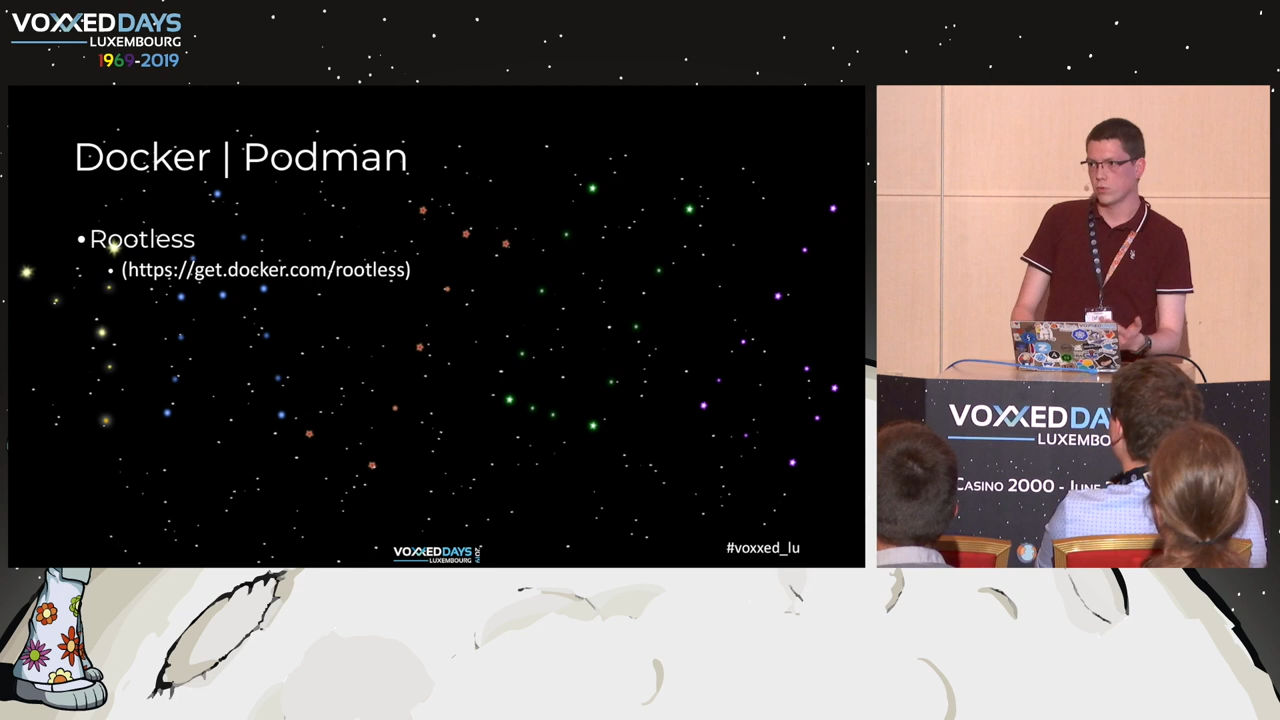 VOXXED DAYS
LUXEMBOURG
1969-2019
Docker | Podman
• Rootless
• (https://get.docker.com/rootless)
VOXXED DAYS
LUXEMBOURG
#voxxed_lu
VOXXED DA
LUXEMBO
CASINO 2000 - JUNE